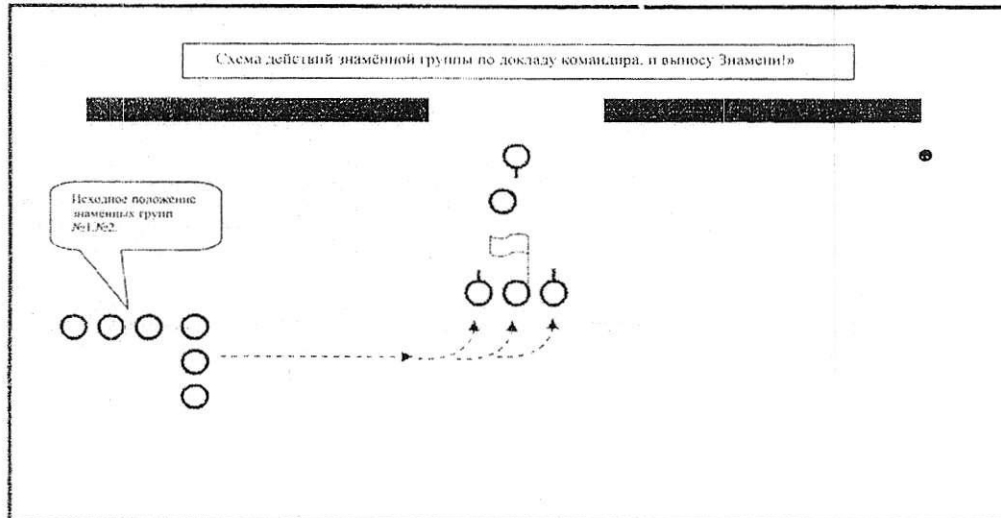 Схема действий знамённой группы по докладу командира, и выносу Знамени!»
Исходное положение
знаменных групп
№1,№2.